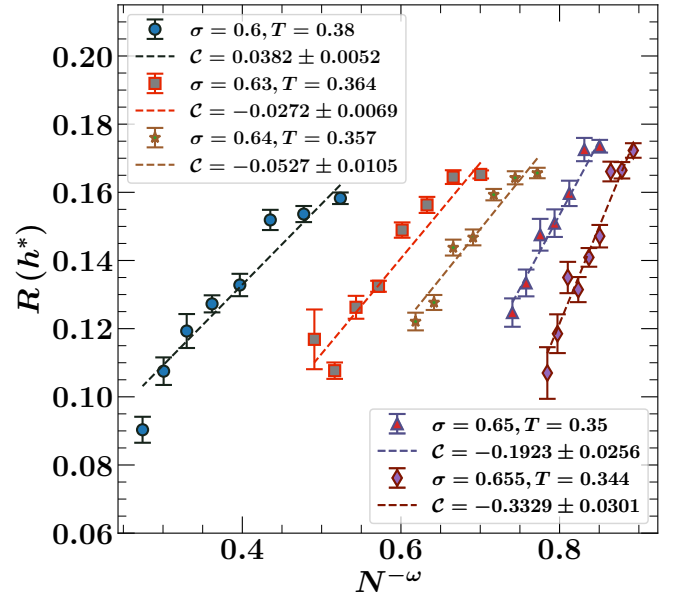 σ = 0.6, T = 0.38
C = 0.0382 ± 0.0052
σ = 0.63, T = 0.364
C = −0.0272 ± 0.0069
σ = 0.64, T = 0.357
C = −0.0527 ± 0.0105
σ = 0.65, T = 0.35
C = −0.1923 ± 0.0256
σ = 0.655, T = 0.344
C = −0.3329 ± 0.0301
R (h*)
0.20
0.18
0.16
0.14
0.12
0.10
0.08
0.06
0.4 0.6 0.8
N^{−ω}